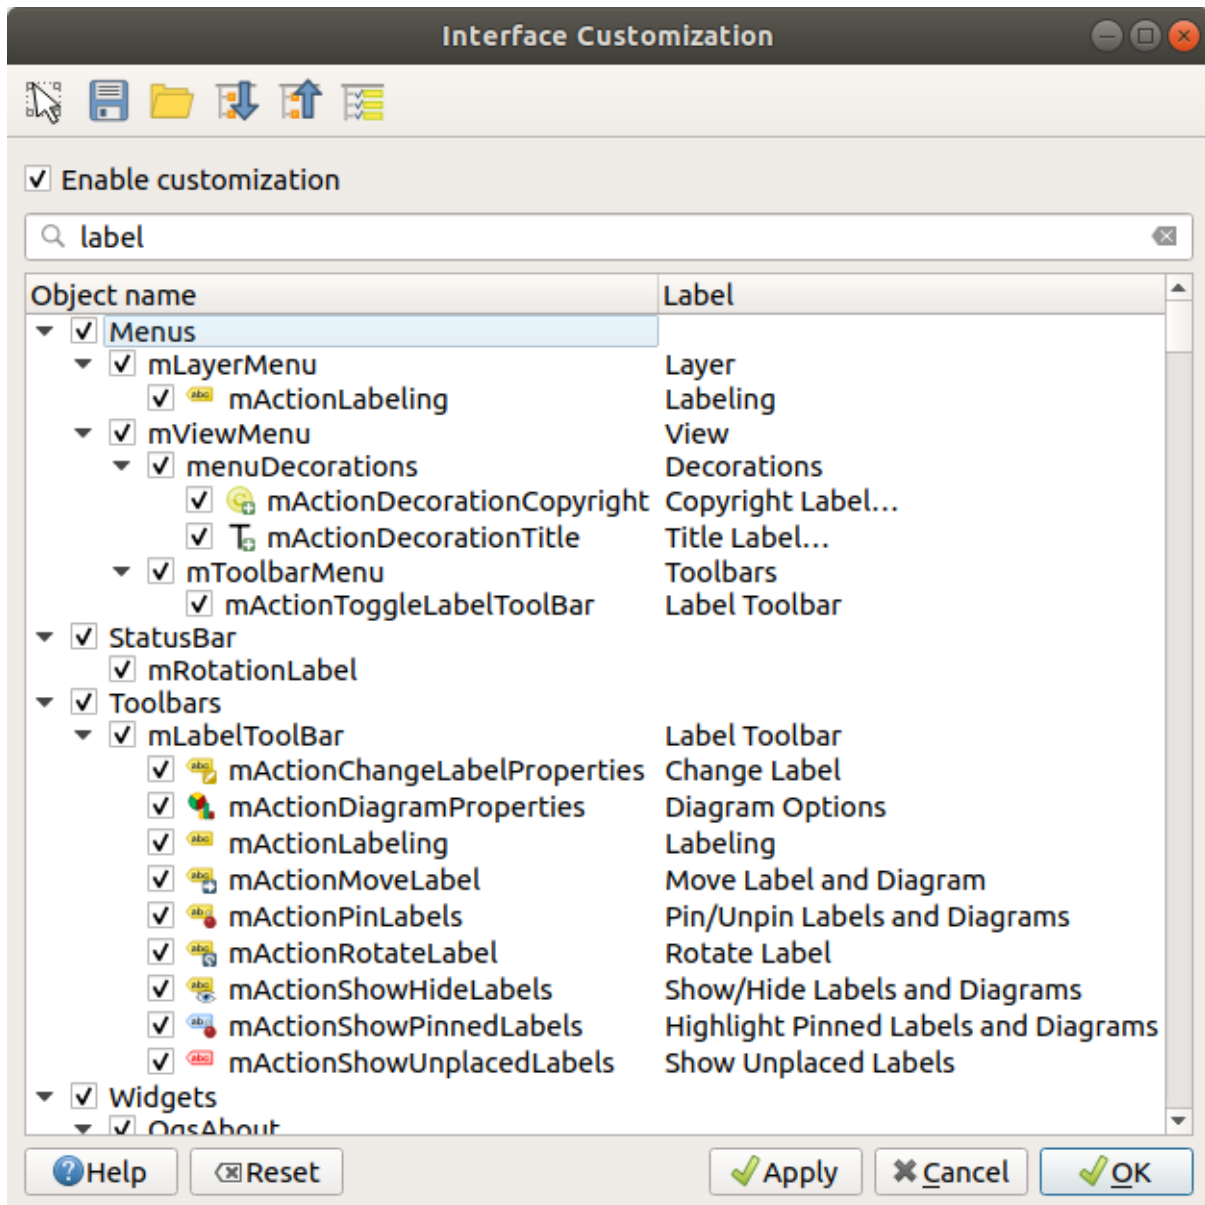 Interface Customization
Enable customization
label
Object name Label
Menus
mLayerMenu Layer
mActionLabeling Labeling
mViewMenu View
menuDecorations Decorations
mActionDecorationCopyright Copyright Label...
mActionDecorationTitle Title Label...
mToolbarMenu Toolbars
mActionToggleLabelToolBar Label Toolbar
StatusBar
mRotationLabel
Toolbars
mLabelToolBar Label Toolbar
mActionChangeLabelProperties Change Label
mActionDiagramProperties Diagram Options
mActionLabeling Labeling
mActionMoveLabel Move Label and Diagram
mActionPinLabels Pin/Unpin Labels and Diagrams
mActionRotateLabel Rotate Label
mActionShowHideLabels Show/Hide Labels and Diagrams
mActionShowPinnedLabels Highlight Pinned Labels and Diagrams
mActionShowUnplacedLabels Show Unplaced Labels
Widgets
QgsAbout
Help Reset Apply Cancel OK